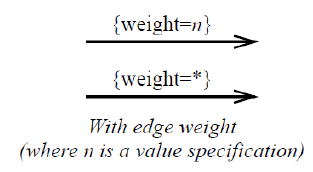 {weight=n}
{weight=*}
With edge weight
(where n is a value specification)